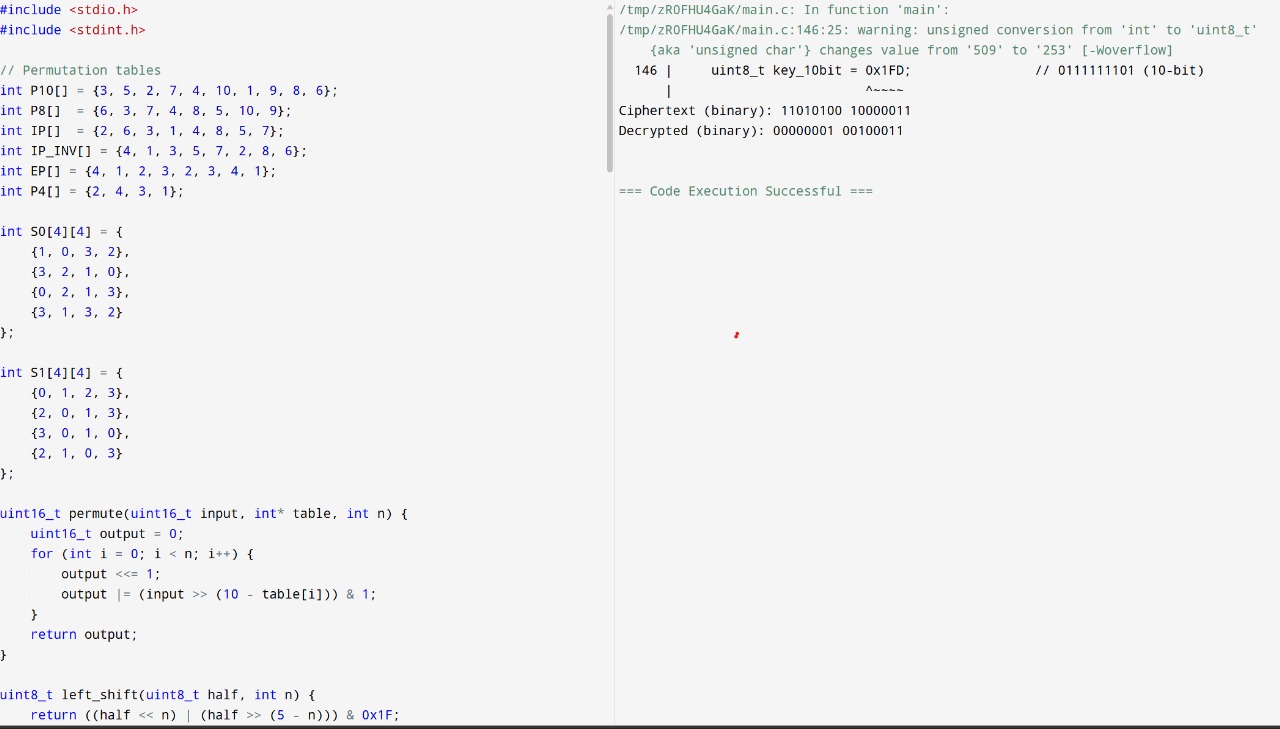 #include <stdio.h>
#include <stdint.h>
// Permutation tables
int P10[] = {3, 5, 2, 7, 4, 10, 1, 9, 8, 6};
int P8[]  = {6, 3, 7, 4, 8, 5, 10, 9};
int IP[]  = {2, 6, 3, 1, 4, 8, 5, 7};
int IP_INV[] = {4, 1, 3, 5, 7, 2, 8, 6};
int EP[] = {4, 1, 2, 3, 2, 3, 4, 1};
int P4[] = {2, 4, 3, 1};
int S0[4][4] = {
    {1, 0, 3, 2},
    {3, 2, 1, 0},
    {0, 2, 1, 3},
    {3, 1, 3, 2}
};
int S1[4][4] = {
    {0, 1, 2, 3},
    {2, 0, 1, 3},
    {3, 0, 1, 0},
    {2, 1, 0, 3}
};
uint16_t permute(uint16_t input, int* table, int n) {
    uint16_t output = 0;
    for (int i = 0; i < n; i++) {
        output <<= 1;
        output |= (input >> (10 - table[i])) & 1;
    }
    return output;
}
uint8_t left_shift(uint8_t half, int n) {
    return ((half << n) | (half >> (5 - n))) & 0x1F;
/tmp/zROFHU4GaK/main.c: In function 'main':
/tmp/zROFHU4GaK/main.c:146:25: warning: unsigned conversion from 'int' to 'uint8_t'
    {aka 'unsigned char'} changes value from '509' to '253' [-Woverflow]
  146 |     uint8_t key_10bit = 0x1FD;                // 0111111101 (10-bit)
      |                         ^~~~~
Ciphertext (binary): 11010100 10000011
Decrypted (binary): 00000001 00100011
=== Code Execution Successful ===